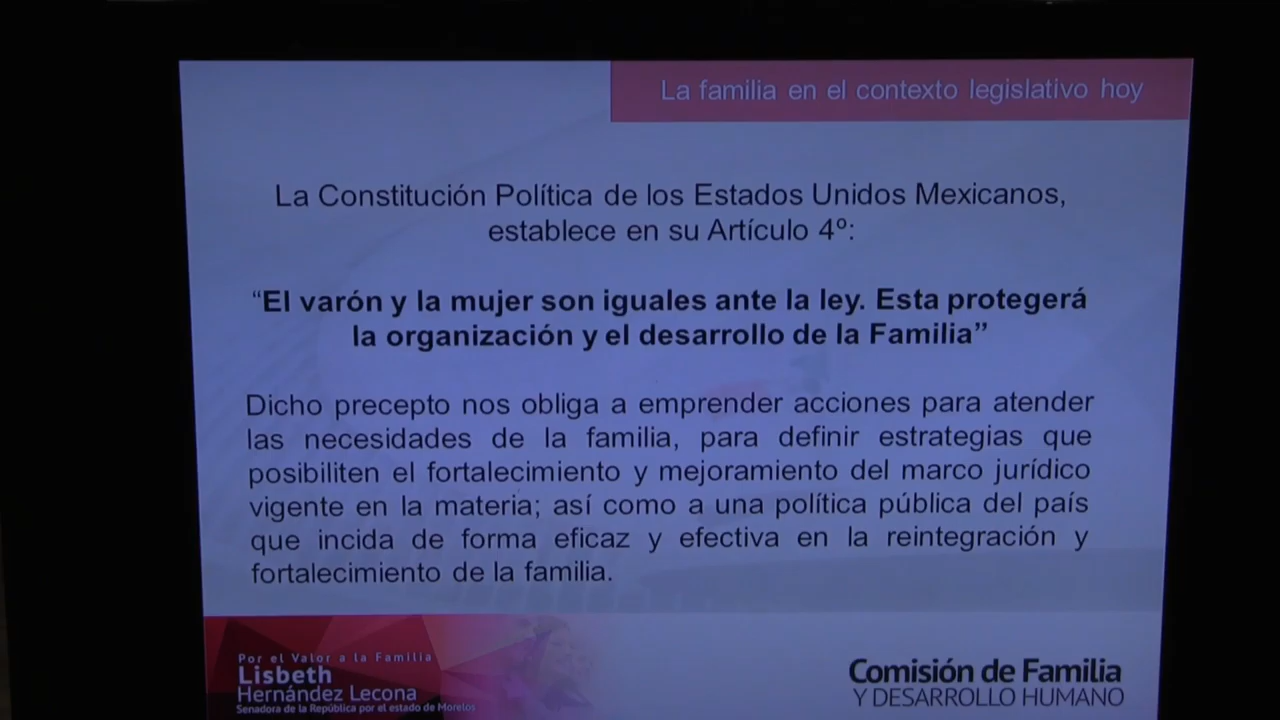 La familia en el contexto legislativo hoy
La Constitución Política de los Estados Unidos Mexicanos,
establece en su Artículo 4º:
“El varón y la mujer son iguales ante la ley. Esta protegerá
la organización y el desarrollo de la Familia”
Dicho precepto nos obliga a emprender acciones para atender
las necesidades de la familia, para definir estrategias que
posibiliten el fortalecimiento y mejoramiento del marco jurídico
vigente en la materia; así como a una política pública del país
que incida de forma eficaz y efectiva en la reintegración y
fortalecimiento de la familia.
Por el Valor a la Familia
Lisbeth
Hernández Lecona
Senadora de la República por el estado de Morelos
Comisión de Familia
Y DESARROLLO HUMANO